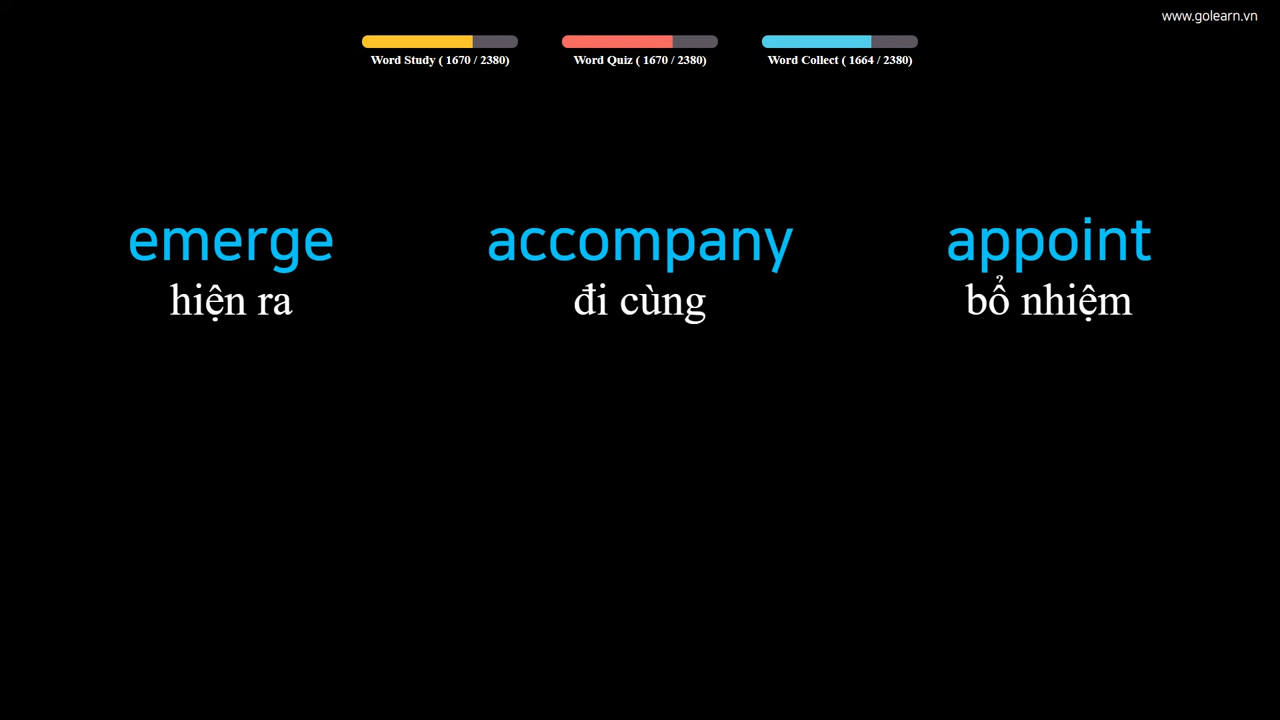 www.golearn.vn
Word Study ( 1670 / 2380)
Word Quiz ( 1670 / 2380)
Word Collect ( 1664 / 2380)
emerge
hiện ra
accompany
đi cùng
appoint
bổ nhiệm